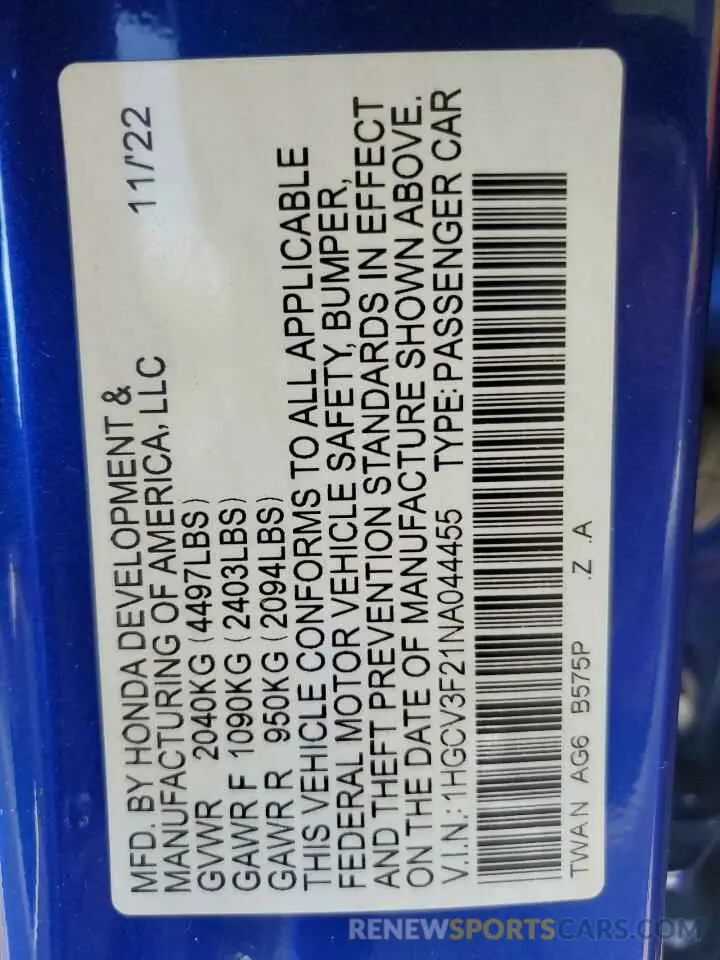 MFD. BY HONDA DEVELOPMENT &
MANUFACTURING OF AMERICA, LLC 11/'22
GVWR 2040KG (4497LBS)
GAWR F 1090KG (2403LBS)
GAWR R 950KG (2094LBS)
THIS VEHICLE CONFORMS TO ALL APPLICABLE
FEDERAL MOTOR VEHICLE SAFETY, BUMPER,
AND THEFT PREVENTION STANDARDS IN EFFECT
ON THE DATE OF MANUFACTURE SHOWN ABOVE.
V.I.N.: 1HGCV3F21NA044455 TYPE: PASSENGER CAR
TWAN AG6 B575P .Z .A
RENEWSPORTSCARS.COM